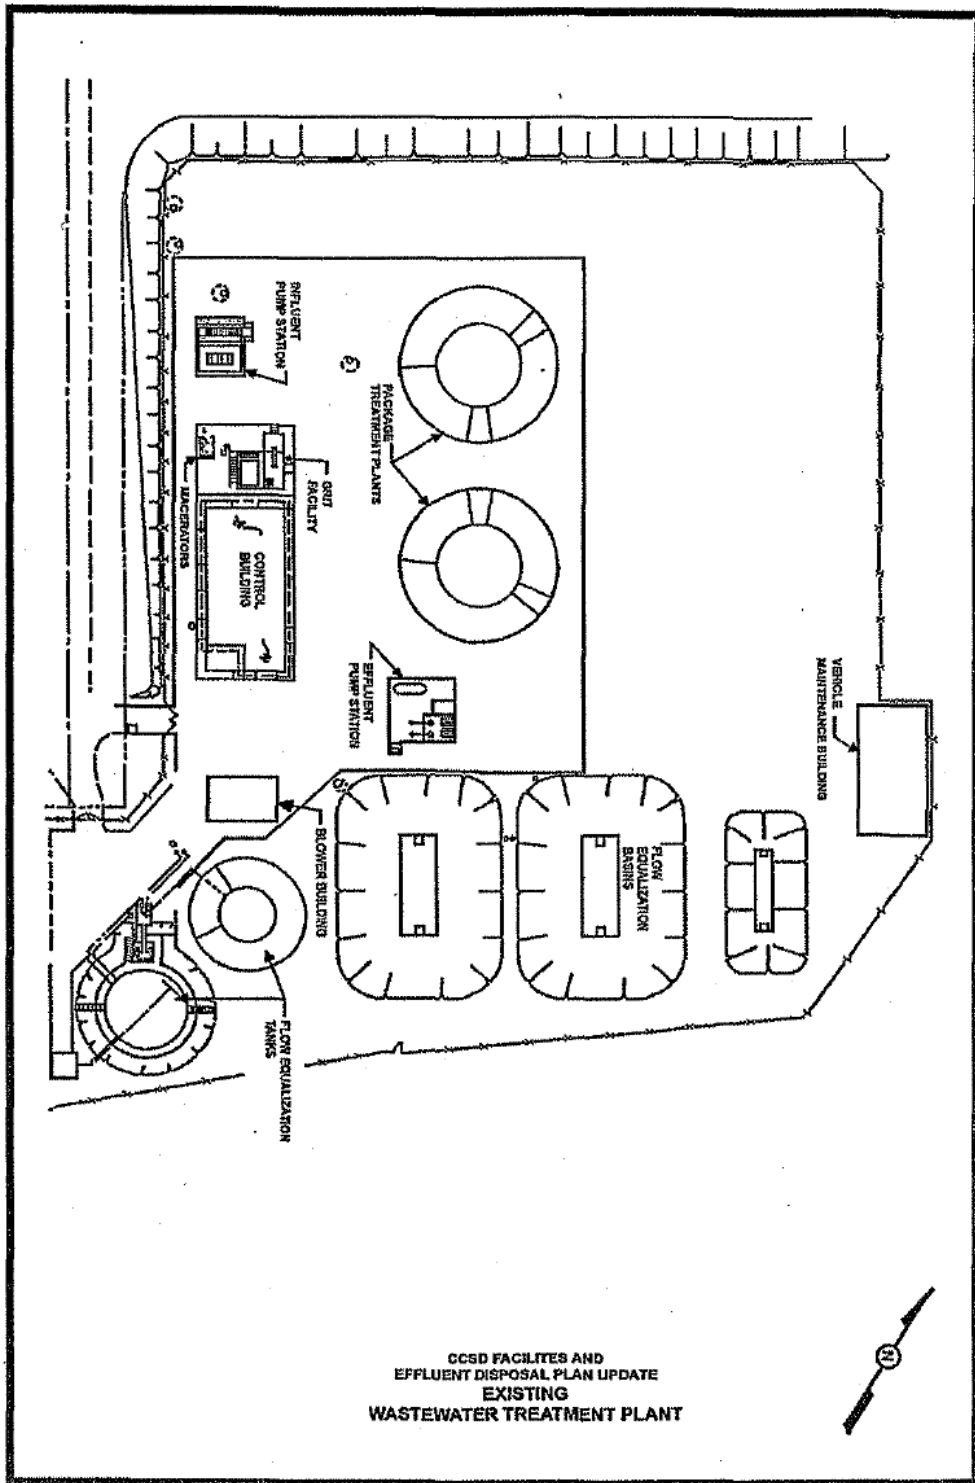 INFLUENT
PUMP STATION
PACKAGE
TREATMENT PLANTS
GRIT
FACILITY
MACERATORS
CONTROL
BUILDING
EFFLUENT
PUMP STATION
VEHICLE
MAINTENANCE BUILDING
BLOWER BUILDING
FLOW
EQUALIZATION
BASINS
FLOW EQUALIZATION
TANKS
N
CCSD FACILITES AND
EFFLUENT DISPOSAL PLAN UPDATE
EXISTING
WASTEWATER TREATMENT PLANT